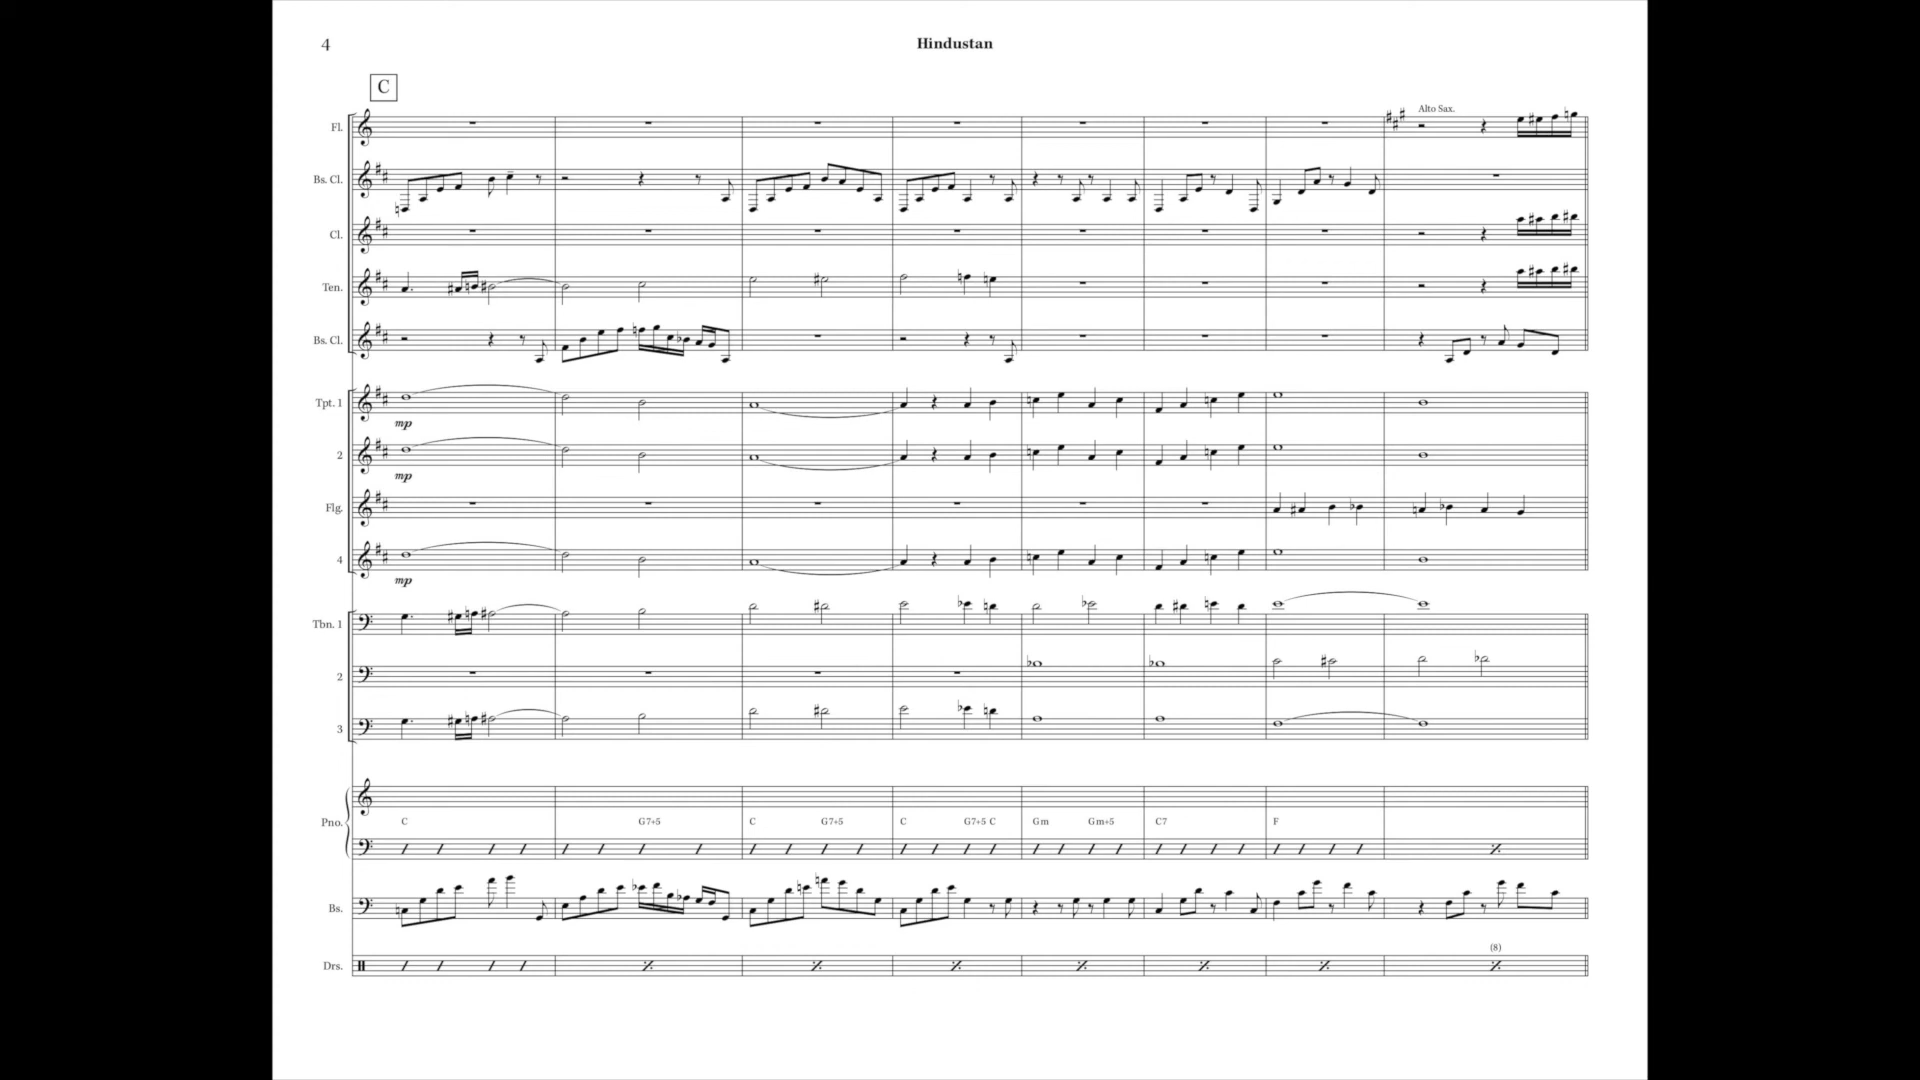 4
Hindustan
C
Alto Sax.
Fl.
Bs. Cl.
Cl.
Ten.
Bs. Cl.
Tpt. 1
mp
2
mp
Flg.
4
mp
Tbn. 1
2
3
Pno.
C G7+5 C G7+5 C G7+5 C Gm Gm+5 C7 F
Bs.
(8)
Drs.